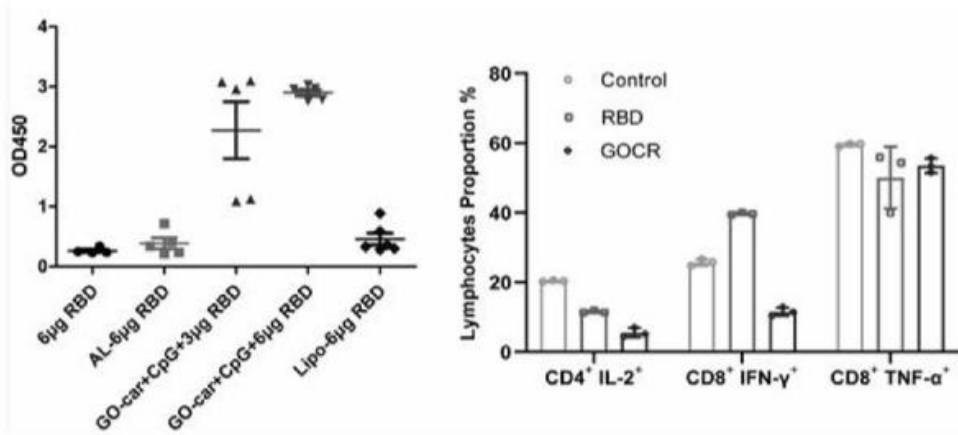 OD450
4
3
2
1
0
6μg RBD
AL-6μg RBD
GO-car+CpG+3μg RBD
GO-car+CpG+6μg RBD
Lipo-6μg RBD
Lymphocytes Proportion %
80
60
40
20
0
Control
RBD
GOCR
CD4⁺ IL-2⁺
CD8⁺ IFN-γ⁺
CD8⁺ TNF-α⁺